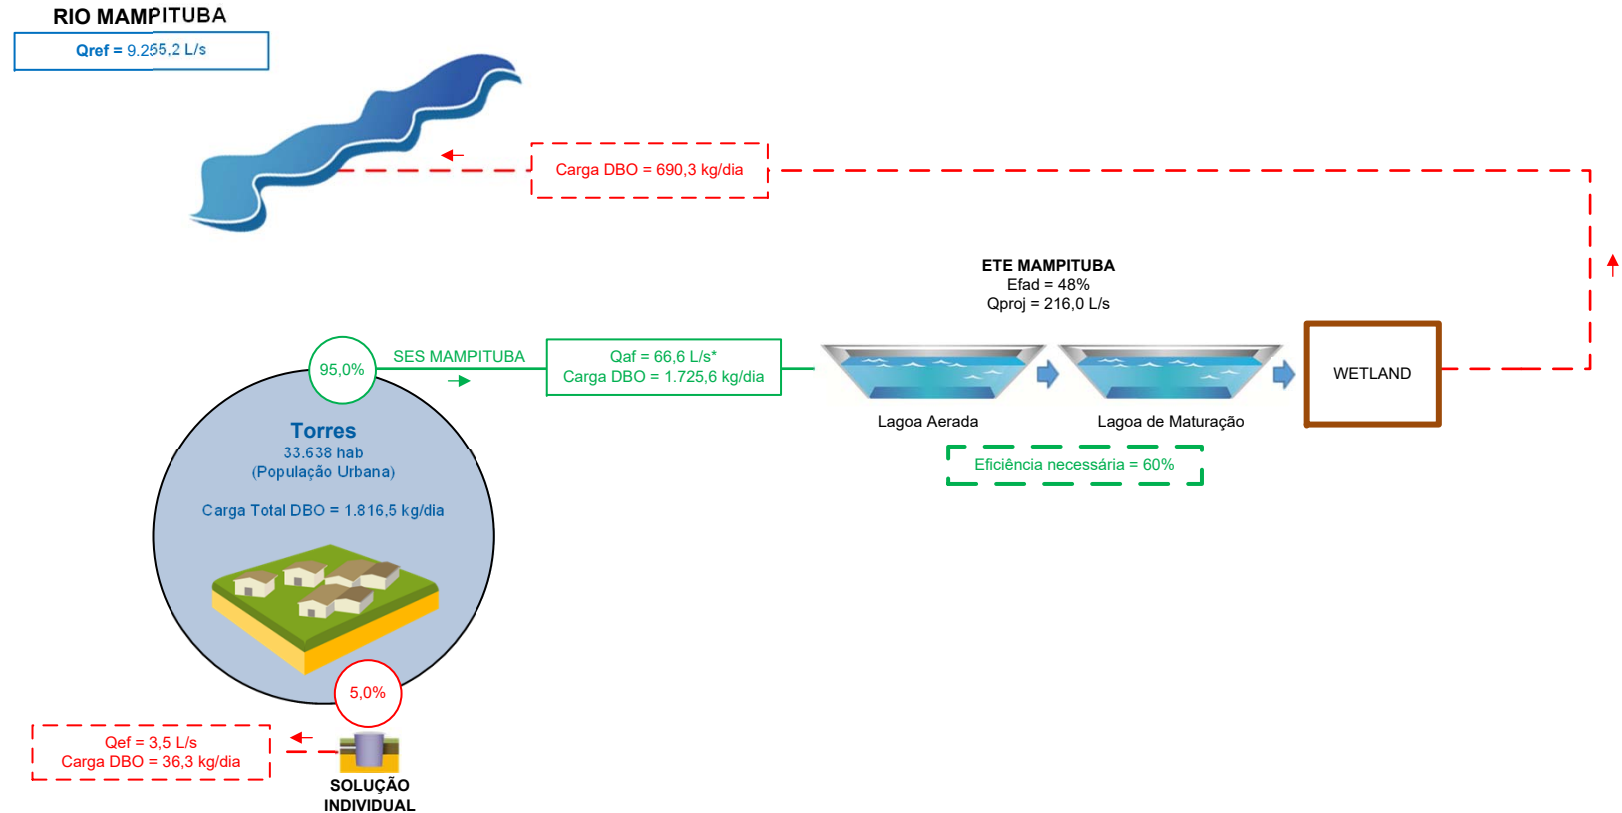 RIO MAMPITUBA
Qref = 9.255,2 L/s
Carga DBO = 690,3 kg/dia
ETE MAMPITUBA
Efad = 48%
Qproj = 216,0 L/s
95,0%
SES MAMPITUBA
Qaf = 66,6 L/s*
Carga DBO = 1.725,6 kg/dia
WETLAND
Lagoa Aerada
Lagoa de Maturação
Eficiência necessária = 60%
Torres
33.638 hab
(População Urbana)
Carga Total DBO = 1.816,5 kg/dia
5,0%
Qef = 3,5 L/s
Carga DBO = 36,3 kg/dia
SOLUÇÃO
INDIVIDUAL